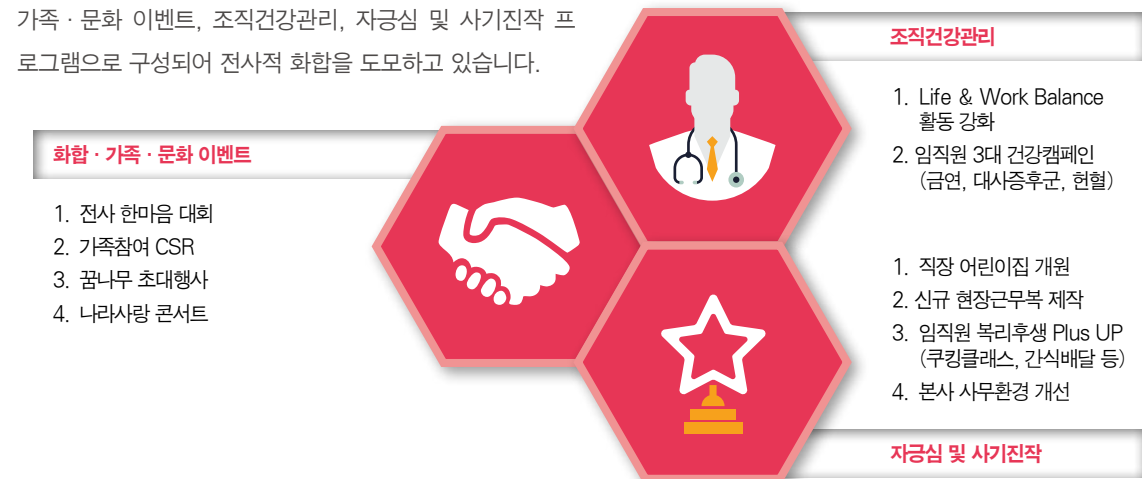 가족 · 문화 이벤트, 조직건강관리, 자긍심 및 사기진작 프
로그램으로 구성되어 전사적 화합을 도모하고 있습니다.
화합 · 가족 · 문화 이벤트
1. 전사 한마음 대회
2. 가족참여 CSR
3. 꿈나무 초대행사
4. 나라사랑 콘서트
조직건강관리
1. Life & Work Balance
활동 강화
2. 임직원 3대 건강캠페인
(금연, 대사증후군, 헌혈)
1. 직장 어린이집 개원
2. 신규 현장근무복 제작
3. 임직원 복리후생 Plus UP
(쿠킹클래스, 간식배달 등)
4. 본사 사무환경 개선
자긍심 및 사기진작